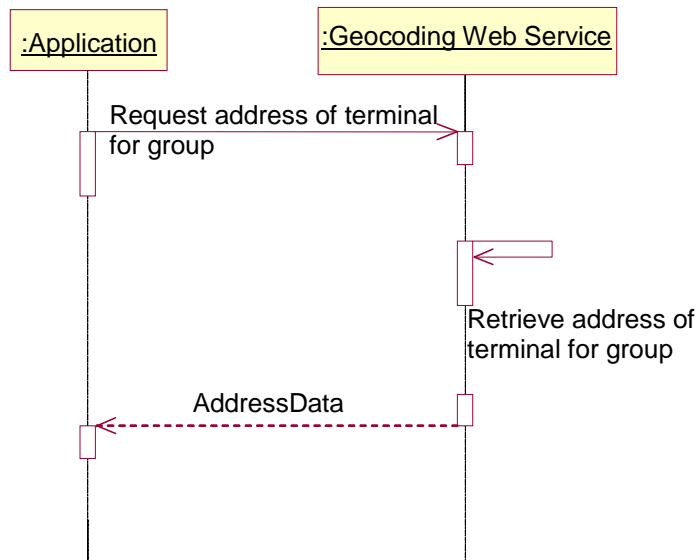 :Application
:Geocoding Web Service
Request address of terminal
for group
Retrieve address of
terminal for group
AddressData